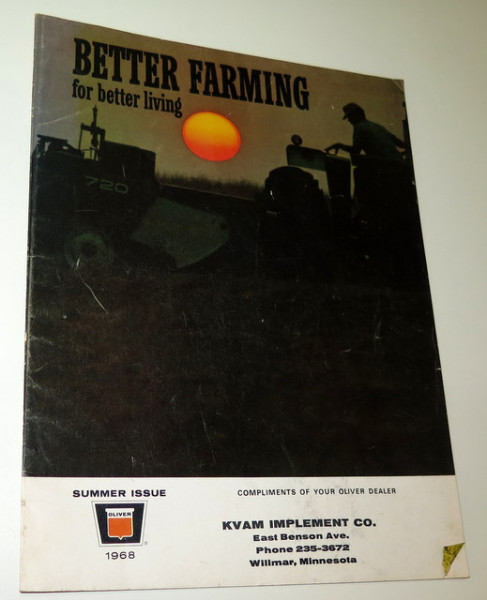 BETTER FARMING
for better living
720
SUMMER ISSUE
OLIVER
1968
COMPLIMENTS OF YOUR OLIVER DEALER
KVAM IMPLEMENT CO.
East Benson Ave.
Phone 235-3672
Willmar, Minnesota